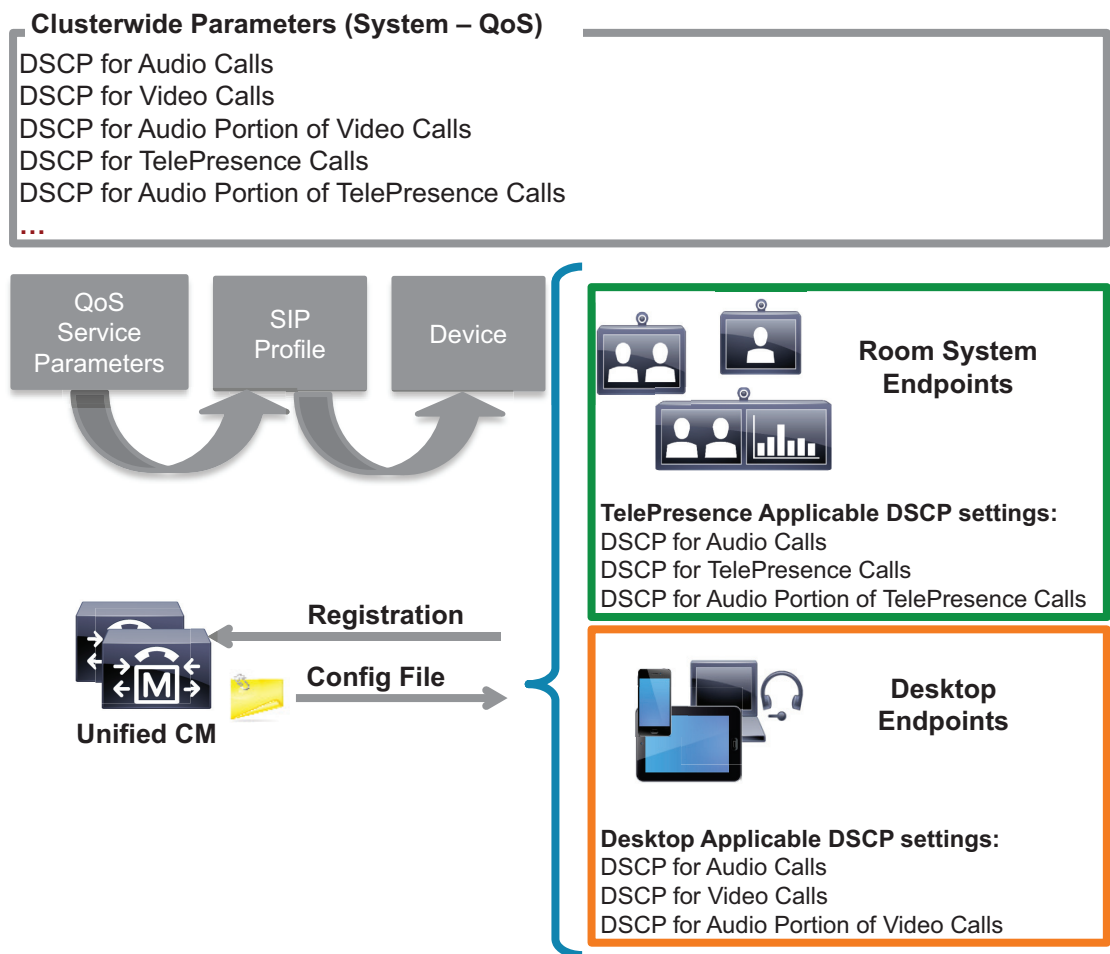 Clusterwide Parameters (System – QoS)
DSCP for Audio Calls
DSCP for Video Calls
DSCP for Audio Portion of Video Calls
DSCP for TelePresence Calls
DSCP for Audio Portion of TelePresence Calls
...
QoS
Service
Parameters
SIP
Profile
Device
Registration
Config File
M
Unified CM
Room System
Endpoints
TelePresence Applicable DSCP settings:
DSCP for Audio Calls
DSCP for TelePresence Calls
DSCP for Audio Portion of TelePresence Calls
Desktop
Endpoints
Desktop Applicable DSCP settings:
DSCP for Audio Calls
DSCP for Video Calls
DSCP for Audio Portion of Video Calls